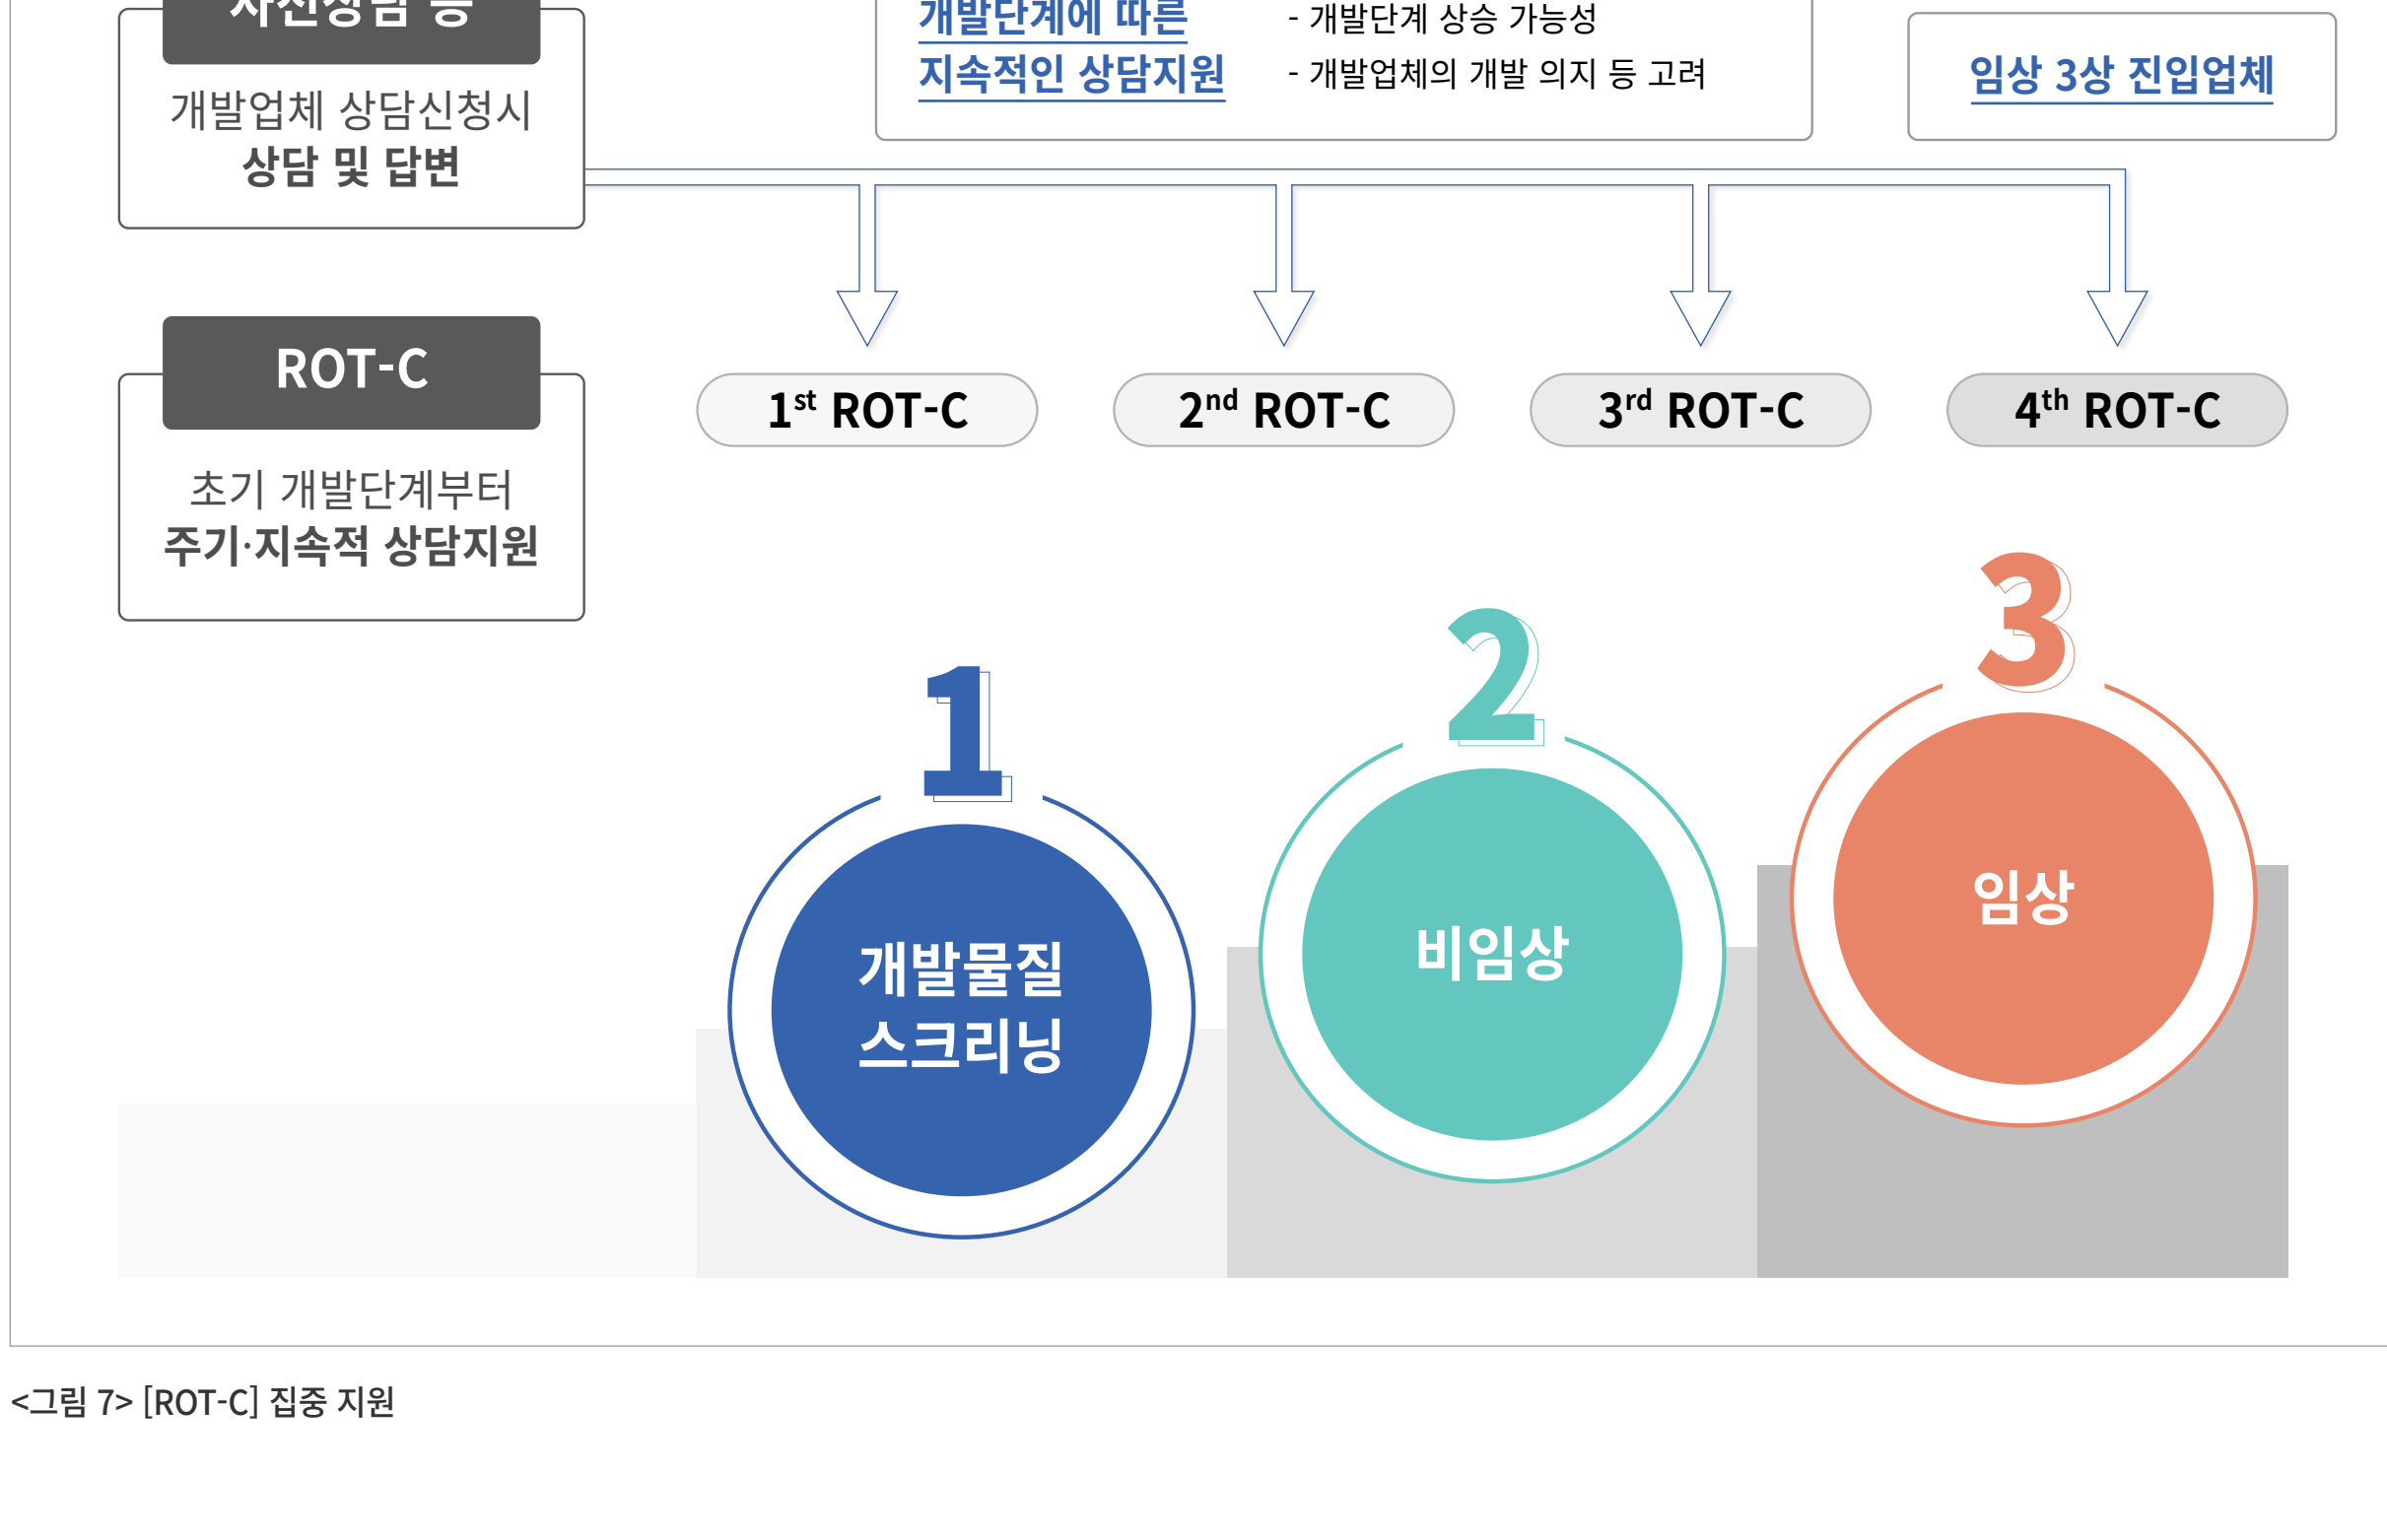 사전상담 등
개발업체 상담신청시
상담 및 답변
개발단계에 따른
지속적인 상담지원
- 개발단계 상승 가능성
- 개발업체의 개발 의지 등 고려
임상 3상 진입업체
ROT-C
초기 개발단계부터
주기·지속적 상담지원
1st ROT-C
2nd ROT-C
3rd ROT-C
4th ROT-C
1
개발물질
스크리닝
2
비임상
3
임상
<그림 7> [ROT-C] 집중 지원